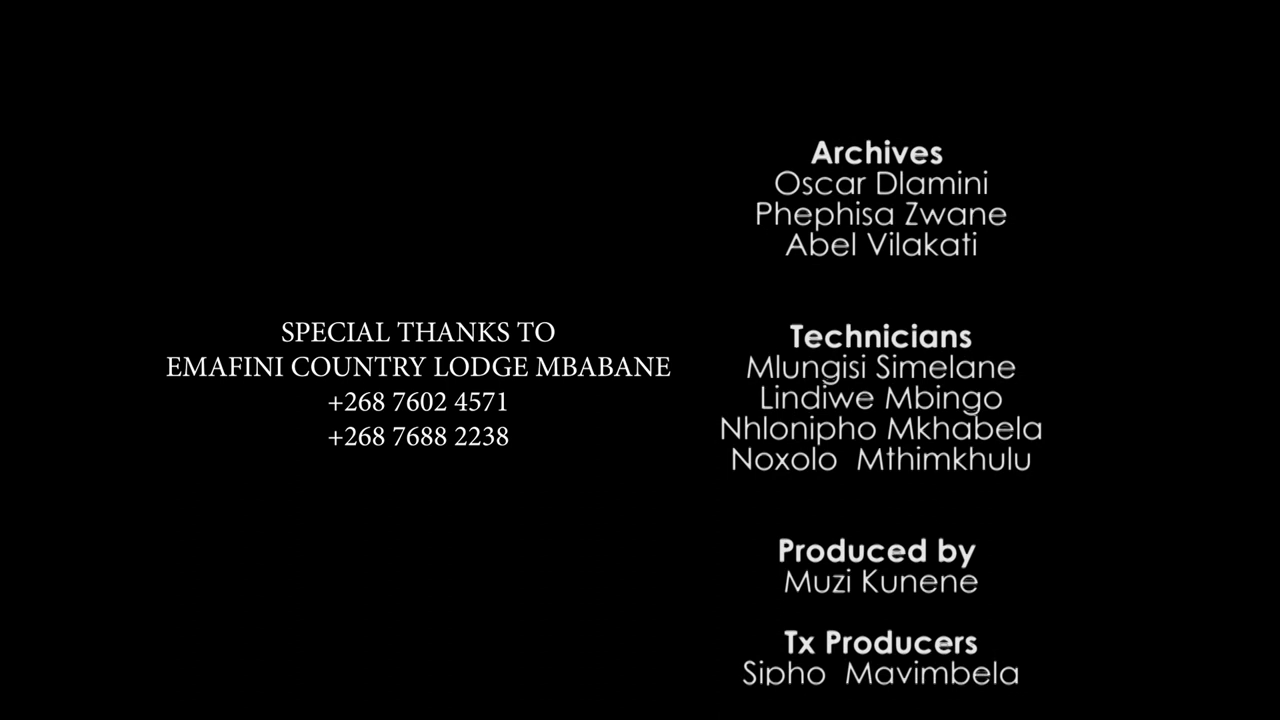 SPECIAL THANKS TO
EMAFINI COUNTRY LODGE MBABANE
+268 7602 4571
+268 7688 2238
Archives
Oscar Dlamini
Phephisa Zwane
Abel Vilakati
Technicians
Mlungisi Simelane
Lindiwe Mbingo
Nhlonipho Mkhabela
Noxolo  Mthimkhulu
Produced by
Muzi Kunene
Tx Producers
Sipho  Mavimbela